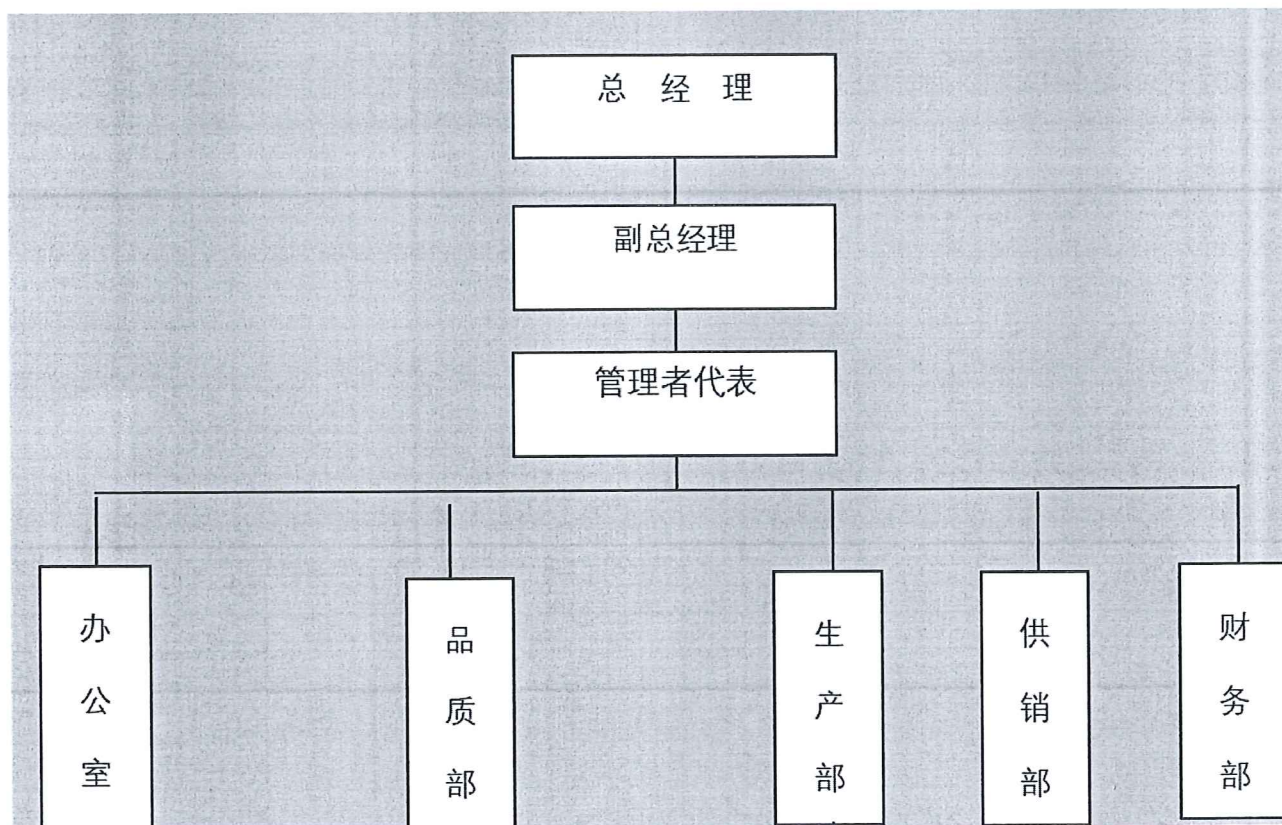 总 经 理
副总经理
管理者代表
办公室
品质部
生产部
供销部
财务部